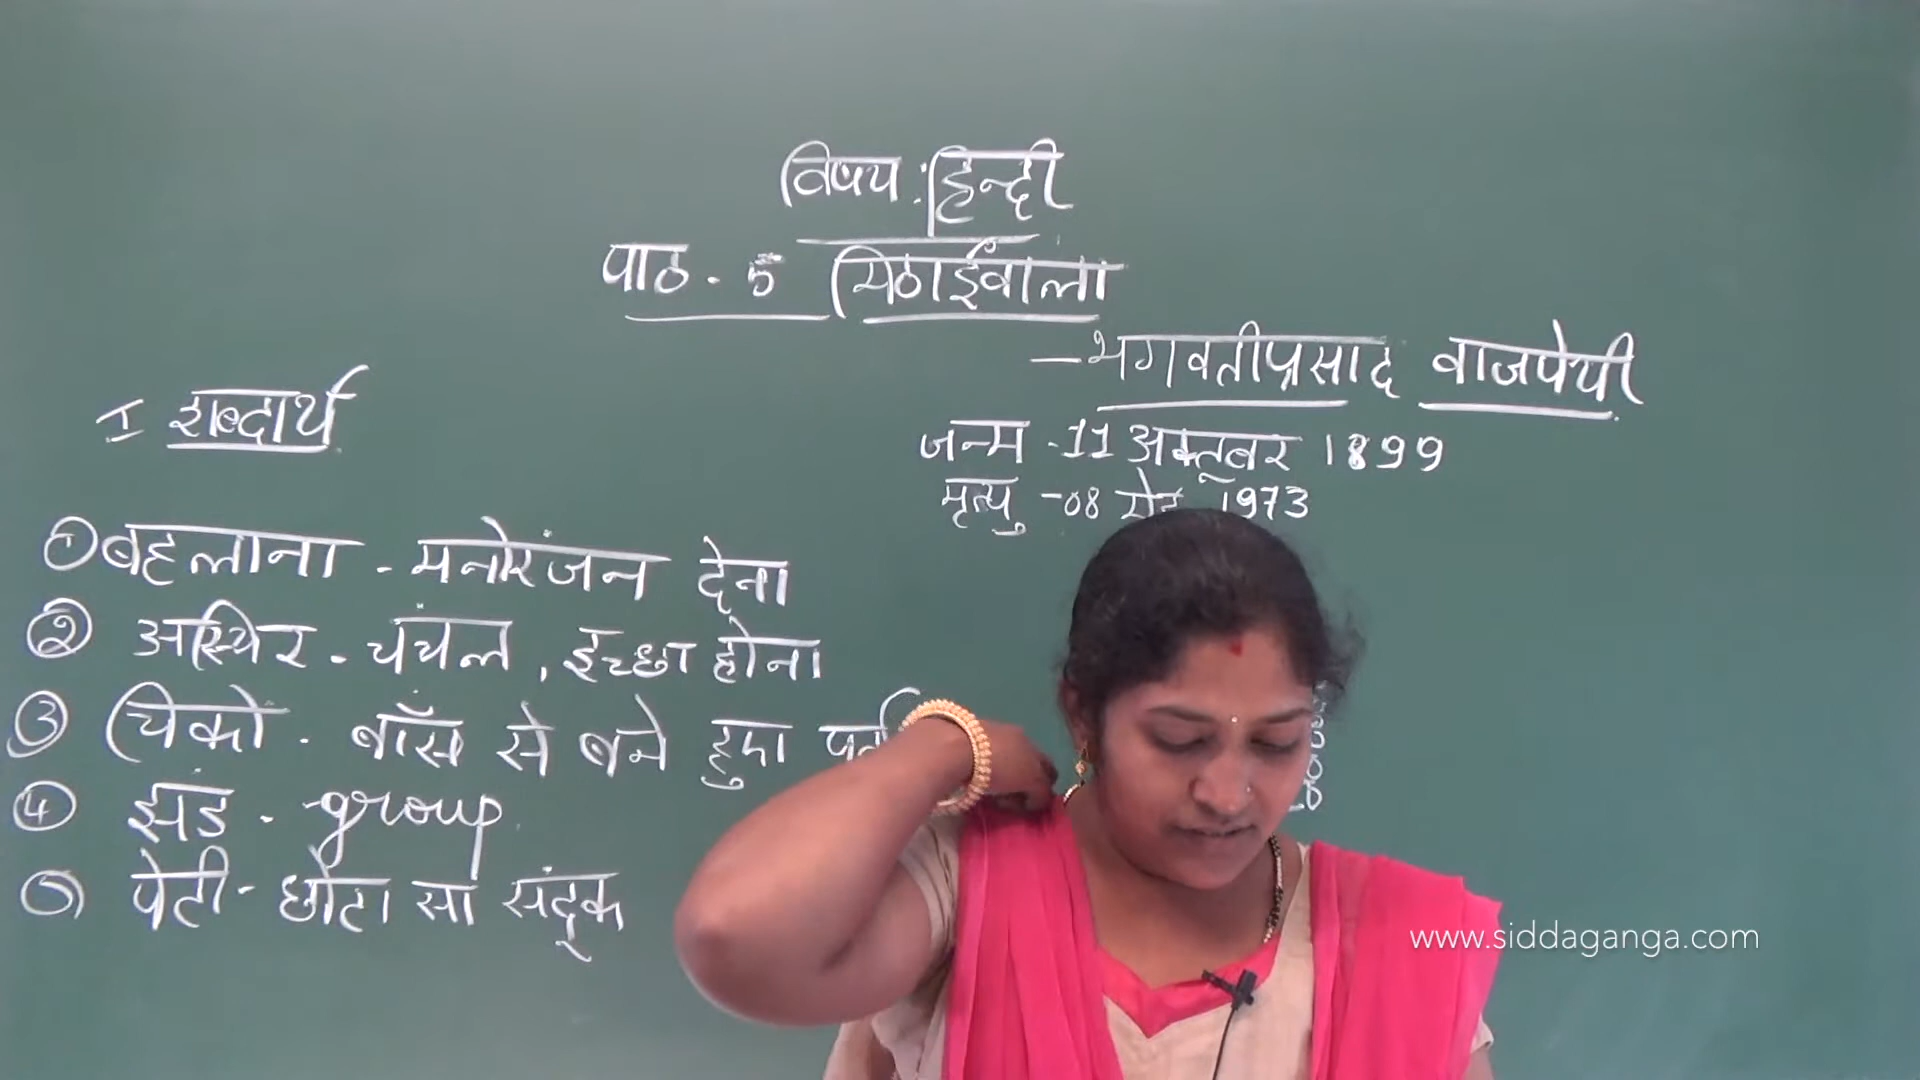 विषय : हिन्दी
पाठ - 5 मिठाईवाला
- भगवतीप्रसाद वाजपेयी
जन्म - 11 अक्तूबर 1899
मृत्यु - 08 1973
I शब्दार्थ
① बहलाना - मनोरंजन देना
② अस्थिर - चंचल, इच्छा होना
③ चिकों - बाँस से बने हुए
④ झुंड - group
⑤ पेटी - छोटा सा संदूक
www.siddaganga.com